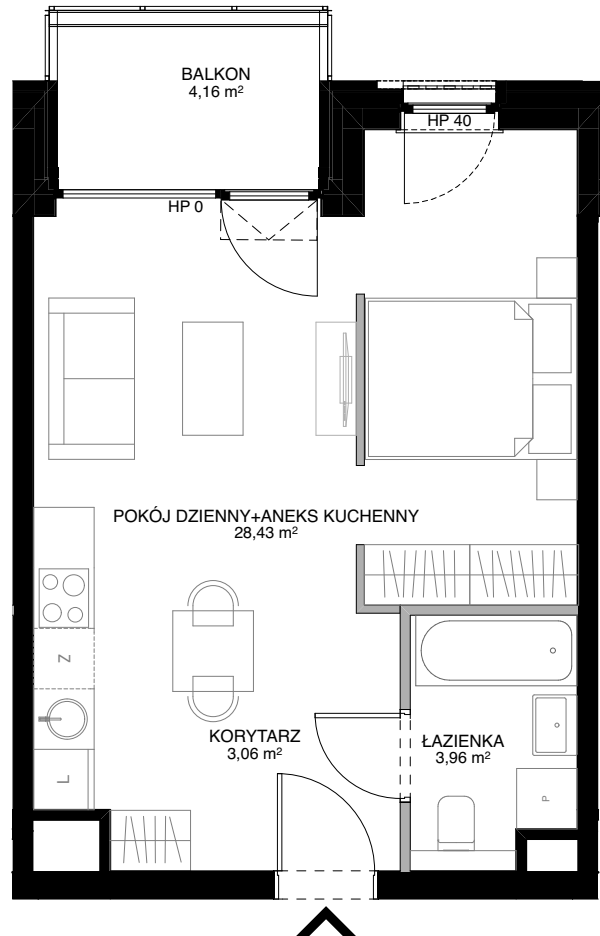 BALKON
4,16 m²
HP 40
HP 0
POKÓJ DZIENNY+ANEKS KUCHENNY
28,43 m²
Z
KORYTARZ
3,06 m²
ŁAZIENKA
3,96 m²
L
P